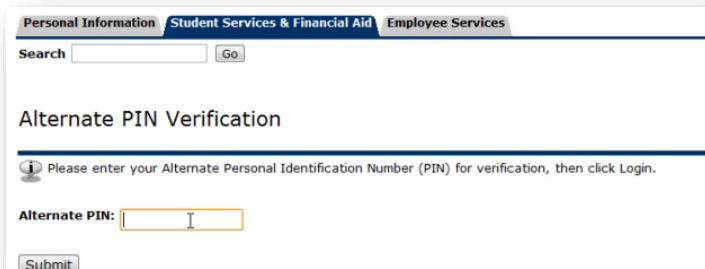 Personal Information Student Services & Financial Aid Employee Services
Search Go
Alternate PIN Verification
Please enter your Alternate Personal Identification Number (PIN) for verification, then click Login.
Alternate PIN:
Submit